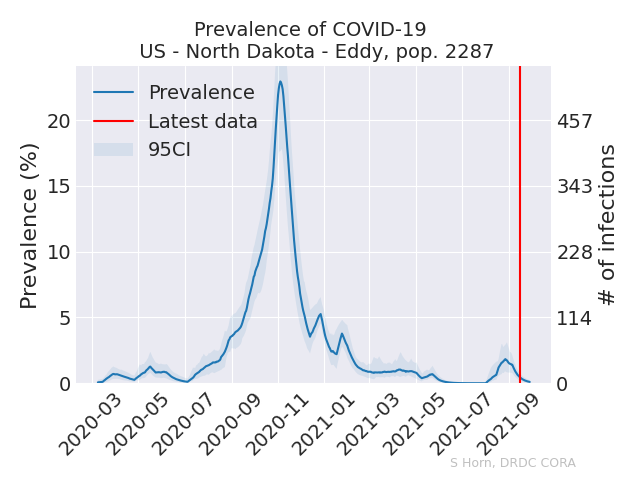 Prevalence of COVID-19
US - North Dakota - Eddy, pop. 2287
Prevalence
Latest data
95CI
Prevalence (%)
20
15
10
5
0
457
343
228
114
0
# of infections
2020-03
2020-05
2020-07
2020-09
2020-11
2021-01
2021-03
2021-05
2021-07
2021-09
S Horn, DRDC CORA